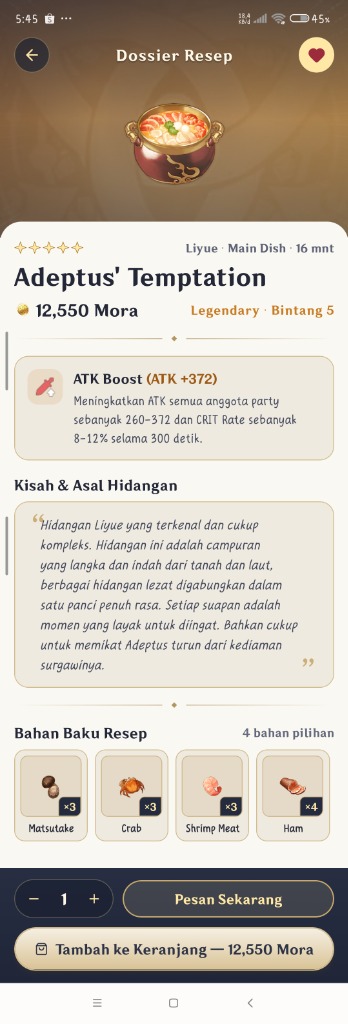 5:45
18,4
KB/d
45%
Dossier Resep
Liyue · Main Dish · 16 mnt
Adeptus' Temptation
12,550 Mora
Legendary · Bintang 5
ATK Boost (ATK +372)
Meningkatkan ATK semua anggota party
sebanyak 260–372 dan CRIT Rate sebanyak
8–12% selama 300 detik.
Kisah & Asal Hidangan
“Hidangan Liyue yang terkenal dan cukup
kompleks. Hidangan ini adalah campuran
yang langka dan indah dari tanah dan laut,
berbagai hidangan lezat digabungkan dalam
satu panci penuh rasa. Setiap suapan adalah
momen yang layak untuk diingat. Bahkan cukup
untuk memikat Adeptus turun dari kediaman
surgawinya. ”
Bahan Baku Resep
4 bahan pilihan
×3
Matsutake
×3
Crab
×3
Shrimp Meat
×4
Ham
− 1 +
Pesan Sekarang
Tambah ke Keranjang — 12,550 Mora